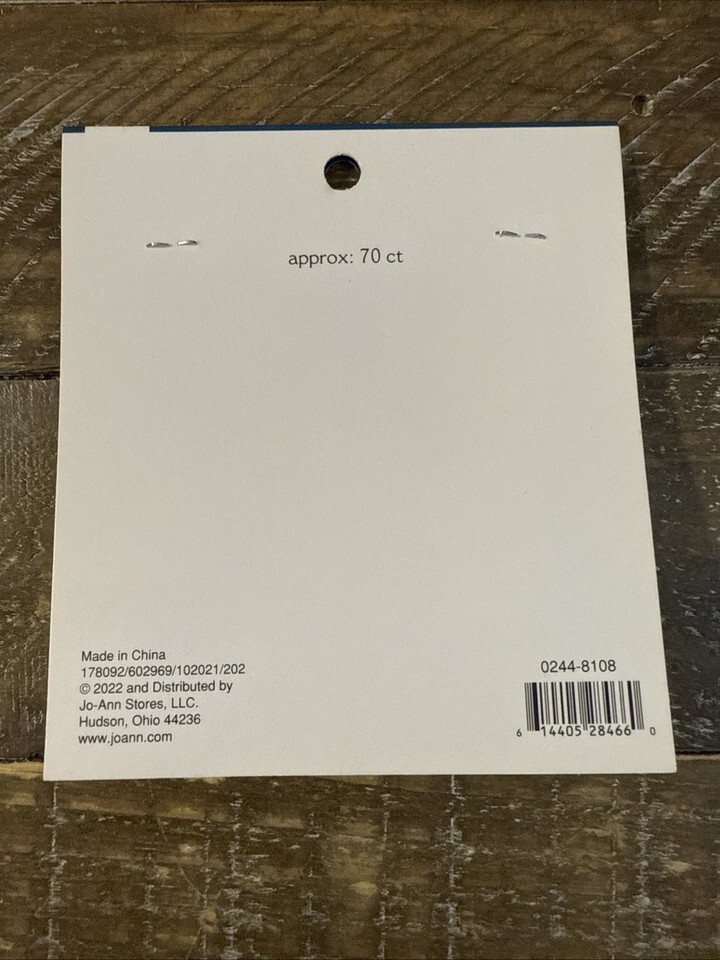 approx: 70 ct
Made in China
178092/602969/102021/202
© 2022 and Distributed by
Jo-Ann Stores, LLC.
Hudson, Ohio 44236
www.joann.com
0244-8108
6 14405 28466 0